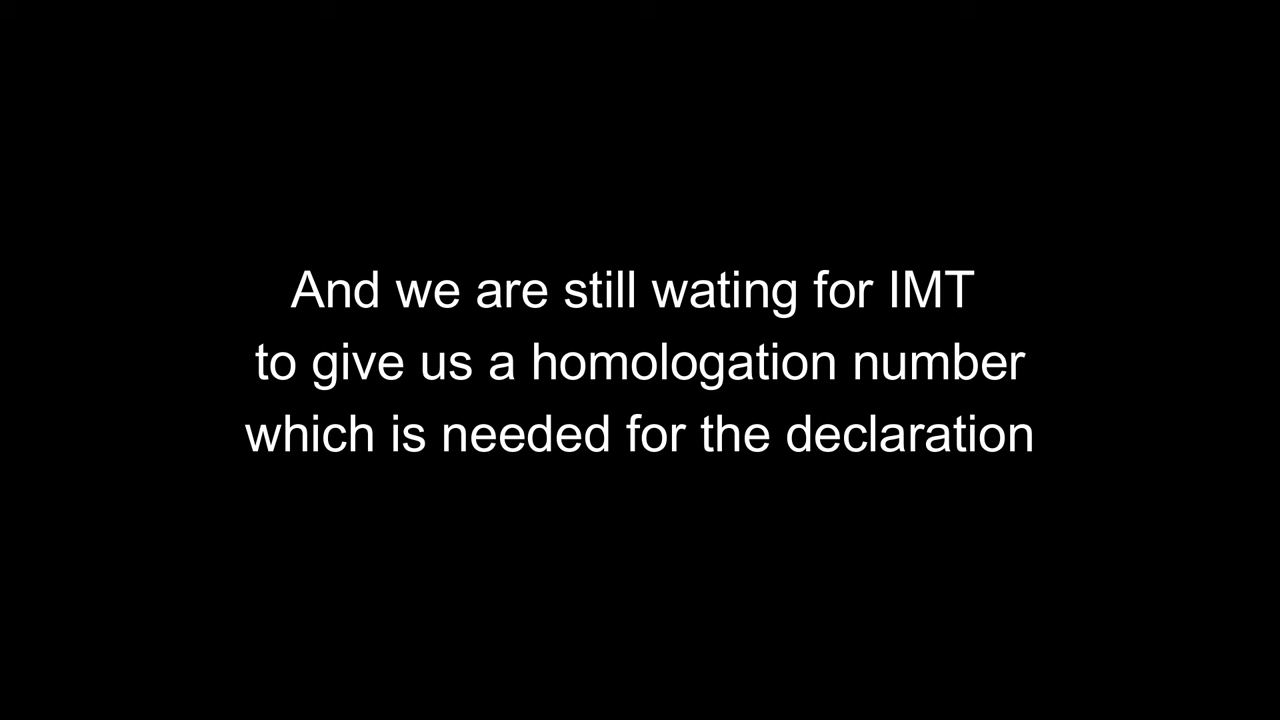 And we are still wating for IMT
to give us a homologation number
which is needed for the declaration